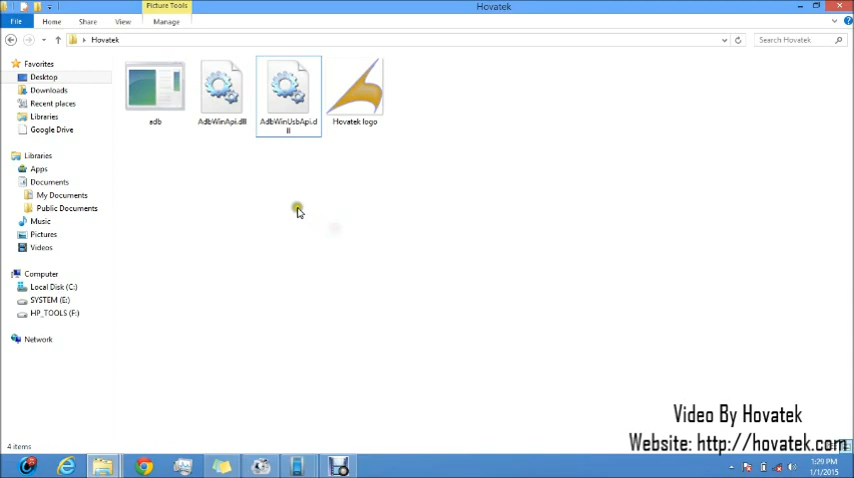 Picture Tools
Hovatek
File
Home
Share
View
Manage
Hovatek
Search Hovatek
Favorites
Desktop
Downloads
Recent places
Libraries
Google Drive
Libraries
Apps
Documents
My Documents
Public Documents
Music
Pictures
Videos
Computer
Local Disk (C:)
SYSTEM (E:)
HP_TOOLS (F:)
Network
adb
AdbWinApi.dll
AdbWinUsbApi.d
ll
Hovatek logo
Video By Hovatek
Website: http://hovatek.com
4 items
1:29 PM
1/1/2015